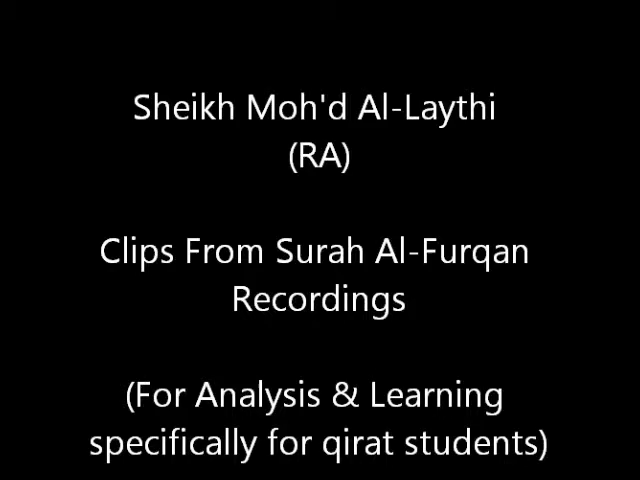 Sheikh Moh'd Al-Laythi
(RA)
Clips From Surah Al-Furqan
Recordings
(For Analysis & Learning
specifically for qirat students)